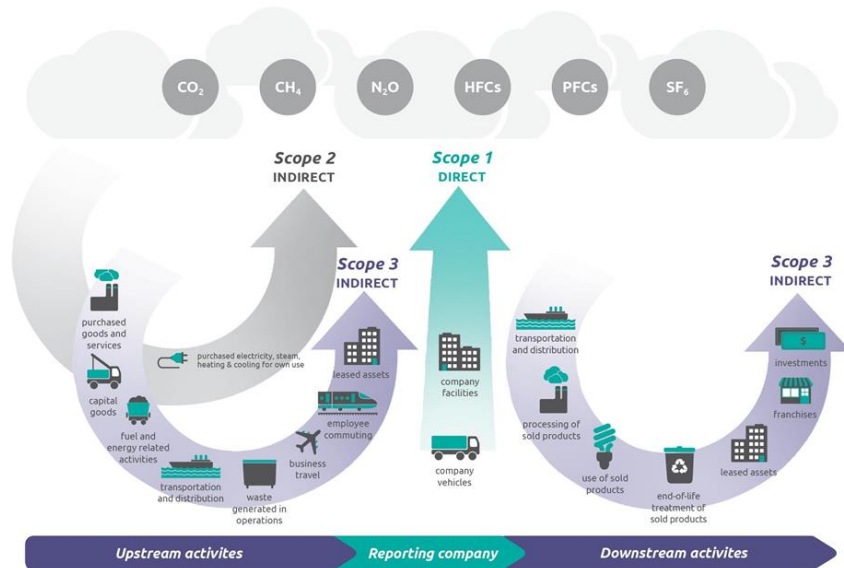 CO₂
CH₄
N₂O
HFCs
PFCs
SF₆
Scope 2
INDIRECT
Scope 1
DIRECT
Scope 3
INDIRECT
Scope 3
INDIRECT
purchased
goods and
services
capital
goods
fuel and
energy related
activities
transportation
and distribution
waste
generated in
operations
business
travel
employee
commuting
leased assets
purchased electricity, steam,
heating & cooling for own use
company
facilities
company
vehicles
transportation
and distribution
processing of
sold products
use of sold
products
end-of-life
treatment
of sold products
leased assets
franchises
$
investments
Upstream activites
Reporting company
Downstream activites